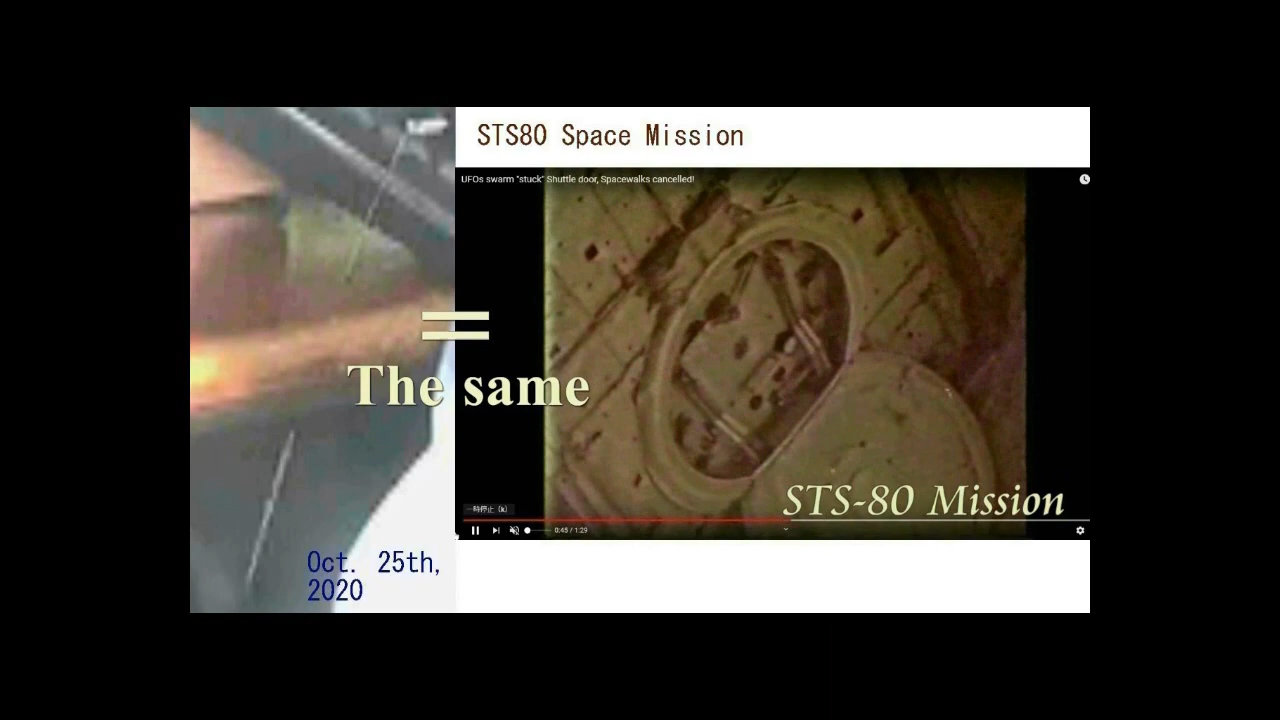 STS80 Space Mission
UFOs swarm "stuck" Shuttle door, Spacewalks cancelled!
=
The same
STS-80 Mission
一時停止 (k)
0:45 / 1:29
Oct. 25th,
2020